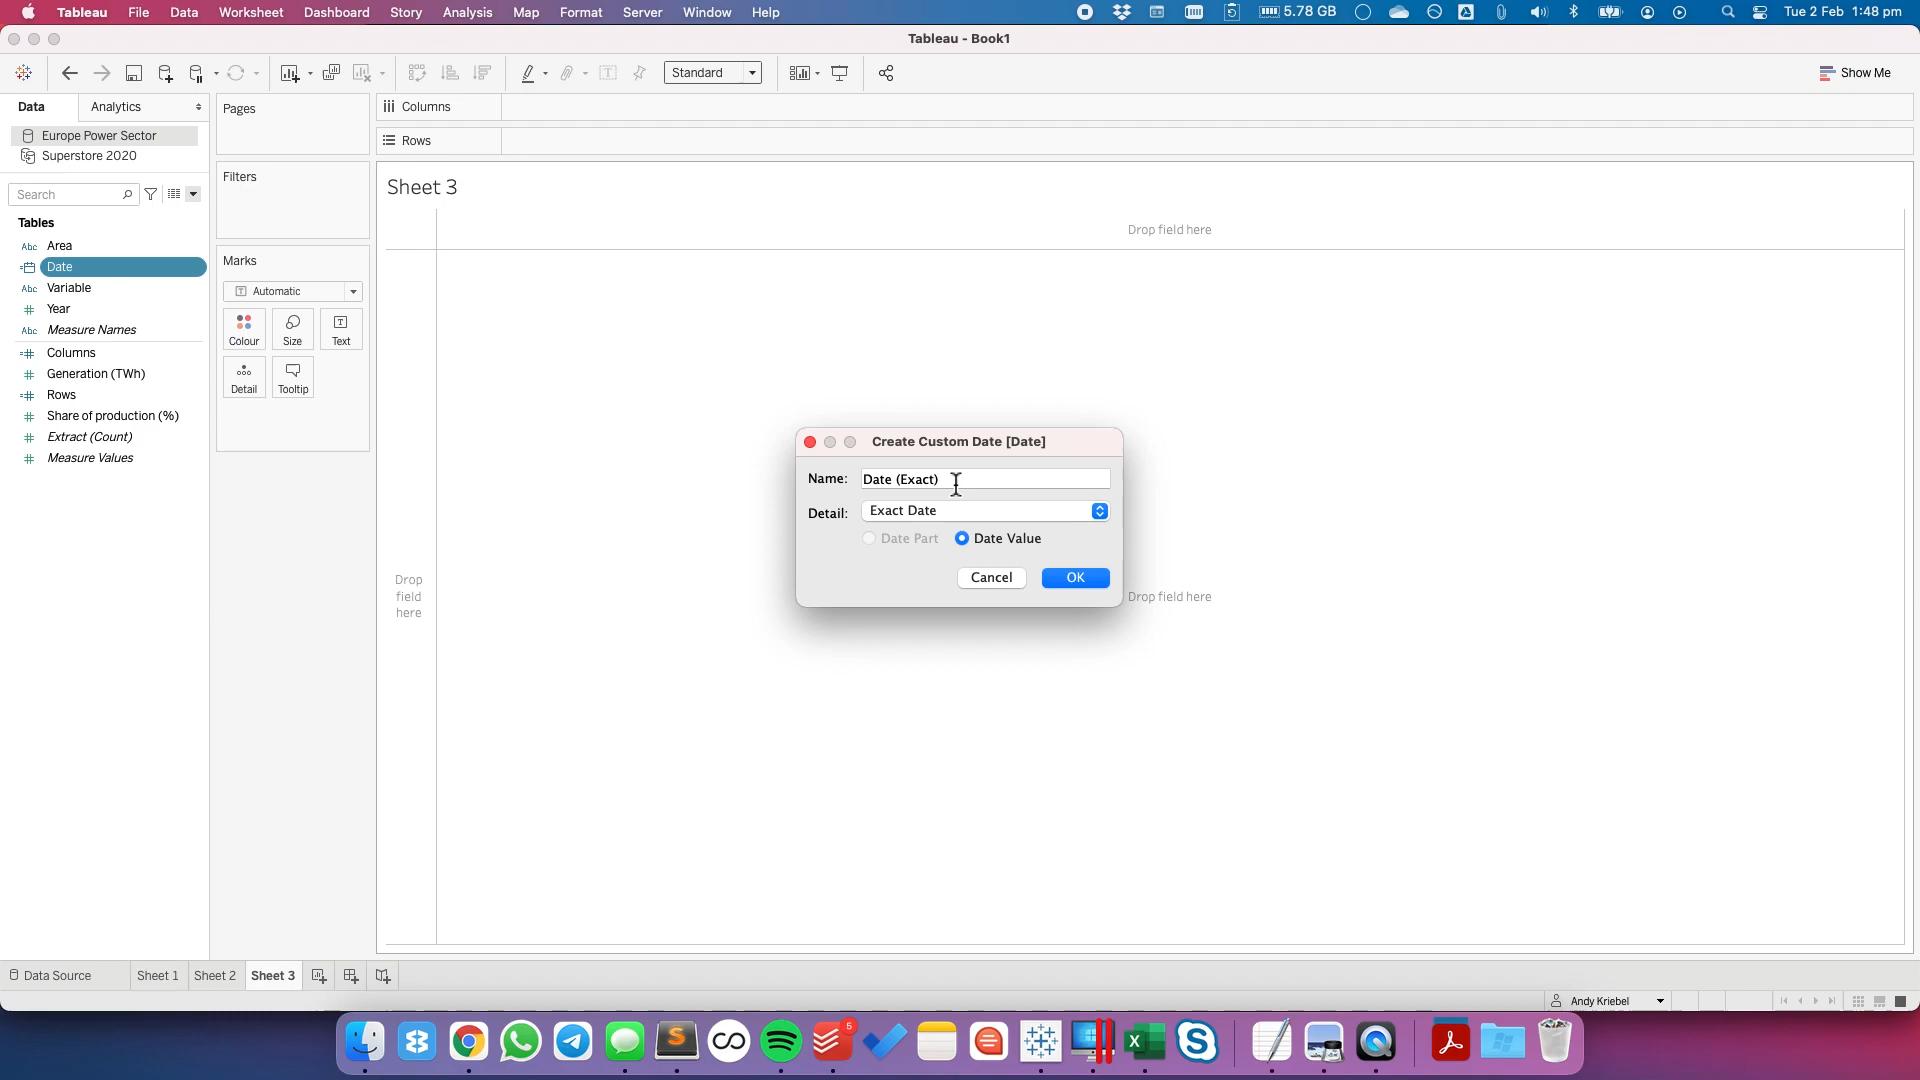 Tableau File Data Worksheet Dashboard Story Analysis Map Format Server Window Help 5.78 GB Tue 2 Feb 1:48 pm
Tableau - Book1
Standard Show Me
Data Analytics
Europe Power Sector
Superstore 2020
Search
Tables
Abc Area
Date
Abc Variable
Year
Abc Measure Names
Columns
Generation (TWh)
Rows
Share of production (%)
Extract (Count)
Measure Values
Pages
Filters
Marks
Automatic
Colour Size Text
Detail Tooltip
Columns
Rows
Sheet 3
Drop field here
Drop
field
here
Drop field here
Create Custom Date [Date]
Name: Date (Exact)
Detail: Exact Date
Date Part Date Value
Cancel OK
Data Source Sheet 1 Sheet 2 Sheet 3
Andy Kriebel
5